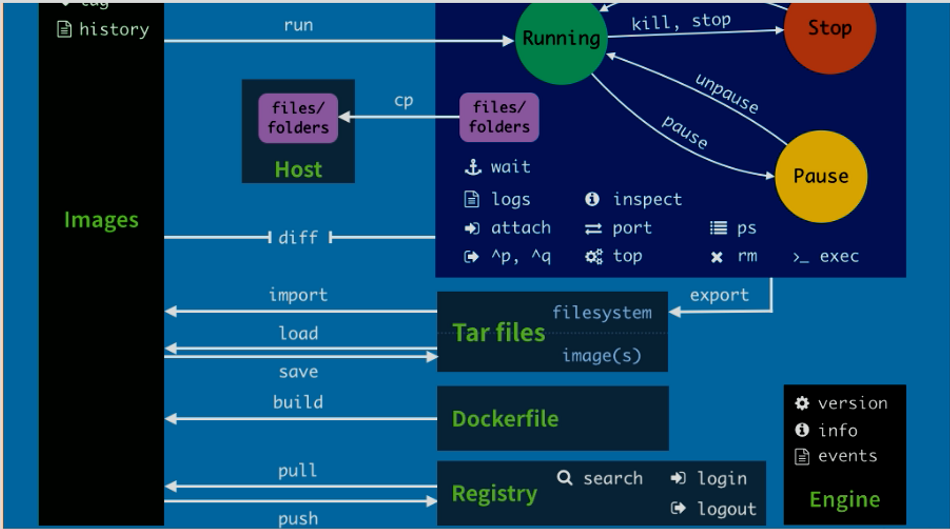 tag
history
run
Running
kill, stop
Stop
unpause
pause
Pause
files/
folders
cp
files/
folders
Host
wait
logs
inspect
attach
port
ps
^p, ^q
top
rm
>_ exec
Images
diff
import
export
filesystem
Tar files
load
image(s)
save
build
Dockerfile
version
info
events
Engine
pull
search
login
Registry
logout
push